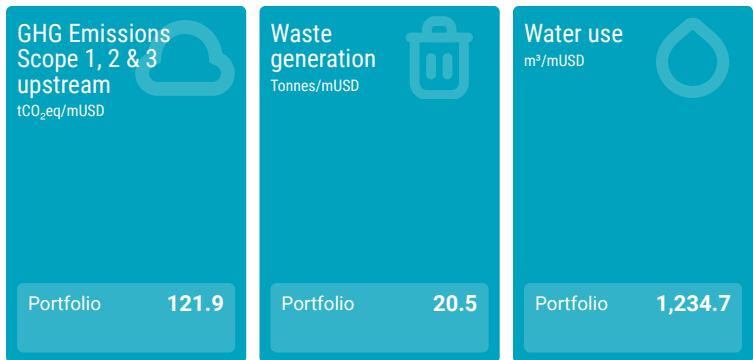 GHG Emissions
Scope 1, 2 & 3
upstream
tCO₂eq/mUSD
Portfolio 121.9
Waste
generation
Tonnes/mUSD
Portfolio 20.5
Water use
m³/mUSD
Portfolio 1,234.7